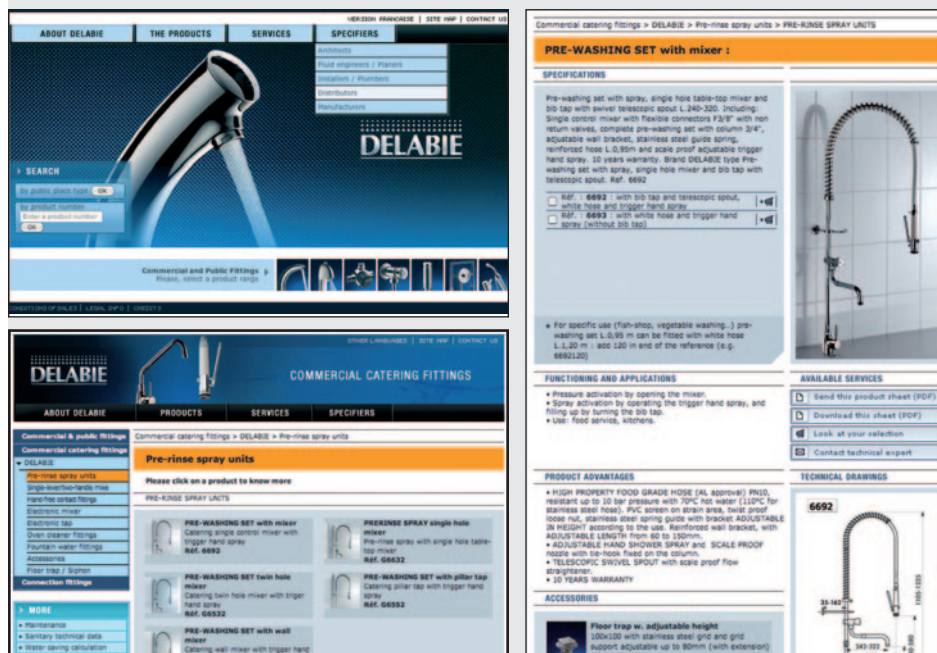 VERSION FRANCAISE | SITE MAP | CONTACT US
ABOUT DELABIE
THE PRODUCTS
SERVICES
SPECIFIERS
Architects
Fluid engineers / Planers
Installers / Plumbers
Distributors
Manufacturers
DELABIE
SEARCH
by public place type OK
by product number
Enter a product number
OK
Commercial and Public Fittings
Please, select a product range
CONDITIONS OF SALES | LEGAL INFO | CREDITS
OTHER LANGUAGES | SITE MAP | CONTACT US
DELABIE
COMMERCIAL CATERING FITTINGS
ABOUT DELABIE
PRODUCTS
SERVICES
SPECIFIERS
Commercial & public fittings
Commercial catering fittings
DELABIE
Pre-rinse spray units
Single-lever/two-handle mixe
Hand-free contact fittings
Electronic mixer
Electronic tap
Oven cleaner fittings
Fountain water fittings
Accessories
Floor trap / Siphon
Connection fittings
MORE
• Maintenance
• Sanitary technical data
• Water saving calculation
Commercial catering fittings > DELABIE > Pre-rinse spray units
Pre-rinse spray units
Please click on a product to know more
PRE-RINSE SPRAY UNITS
PRE-WASHING SET with mixer
Catering single control mixer with
trigger hand spray
Réf. 6692
PRERINSE SPRAY single hole
mixer
Pre-rinse spray with single hole table-
top mixer
Réf. G6632
PRE-WASHING SET twin hole
mixer
Catering twin hole mixer with triger
hand spray
Réf. G6532
PRE-WASHING SET with pillar tap
Catering pillar tap with trigger hand
spray
Réf. G6552
PRE-WASHING SET with wall
mixer
Catering wall mixer with trigger hand
Commercial catering fittings > DELABIE > Pre-rinse spray units > PRE-RINSE SPRAY UNITS
PRE-WASHING SET with mixer :
SPECIFICATIONS
Pre-washing set with spray, single hole table-top mixer and
bib tap with swivel telescopic spout L.240-320. Including:
Single control mixer with flexible connectors F3/8" with non
return valves, complete pre-washing set with column 3/4",
adjustable wall bracket, stainless steel guide spring,
reinforced hose L.0,95m and scale proof adjustable trigger
hand spray. 10 years warranty. Brand DELABIE type Pre-
washing set with spray, single hole mixer and bib tap with
telescopic spout. Ref. 6692
Réf. : 6692 : with bib tap and telescopic spout,
white hose and trigger hand spray
Réf. : 6693 : with white hose and trigger hand
spray (without bib tap)
• For specific use (fish-shop, vegetable washing..) pre-
washing set L.0,95 m can be fitted with white hose
L.1,20 m : add 120 in end of the reference (e.g.
6692120)
FUNCTIONING AND APPLICATIONS
• Pressure activation by opening the mixer.
• Spray activation by operating the trigger hand spray, and
filling up by turning the bib tap.
• Use: food service, kitchens.
AVAILABLE SERVICES
Send this product sheet (PDF)
Download this sheet (PDF)
Look at your selection
Contact technical expert
PRODUCT ADVANTAGES
• HIGH PROPERTY FOOD GRADE HOSE (AL approval) PN10,
resistant up to 10 bar pressure with 70°C hot water (110°C for
stainless steel hose). PVC screen on strain area, twist proof
loose nut, stainless steel spring guide with bracket ADJUSTABLE
IN HEIGHT according to the use. Reinforced wall bracket, with
ADJUSTABLE LENGTH from 60 to 150mm.
• ADJUSTABLE HAND SHOWER SPRAY and SCALE PROOF
nozzle with tie-hook fixed on the column.
• TELESCOPIC SWIVEL SPOUT with scale proof flow
straightener.
• 10 YEARS WARRANTY
TECHNICAL DRAWINGS
6692
35-162
1105-1225
242-322
ACCESSORIES
Floor trap w. adjustable height
100x100 with stainless steel grid and grid
support adjustable up to 80mm (with extension)